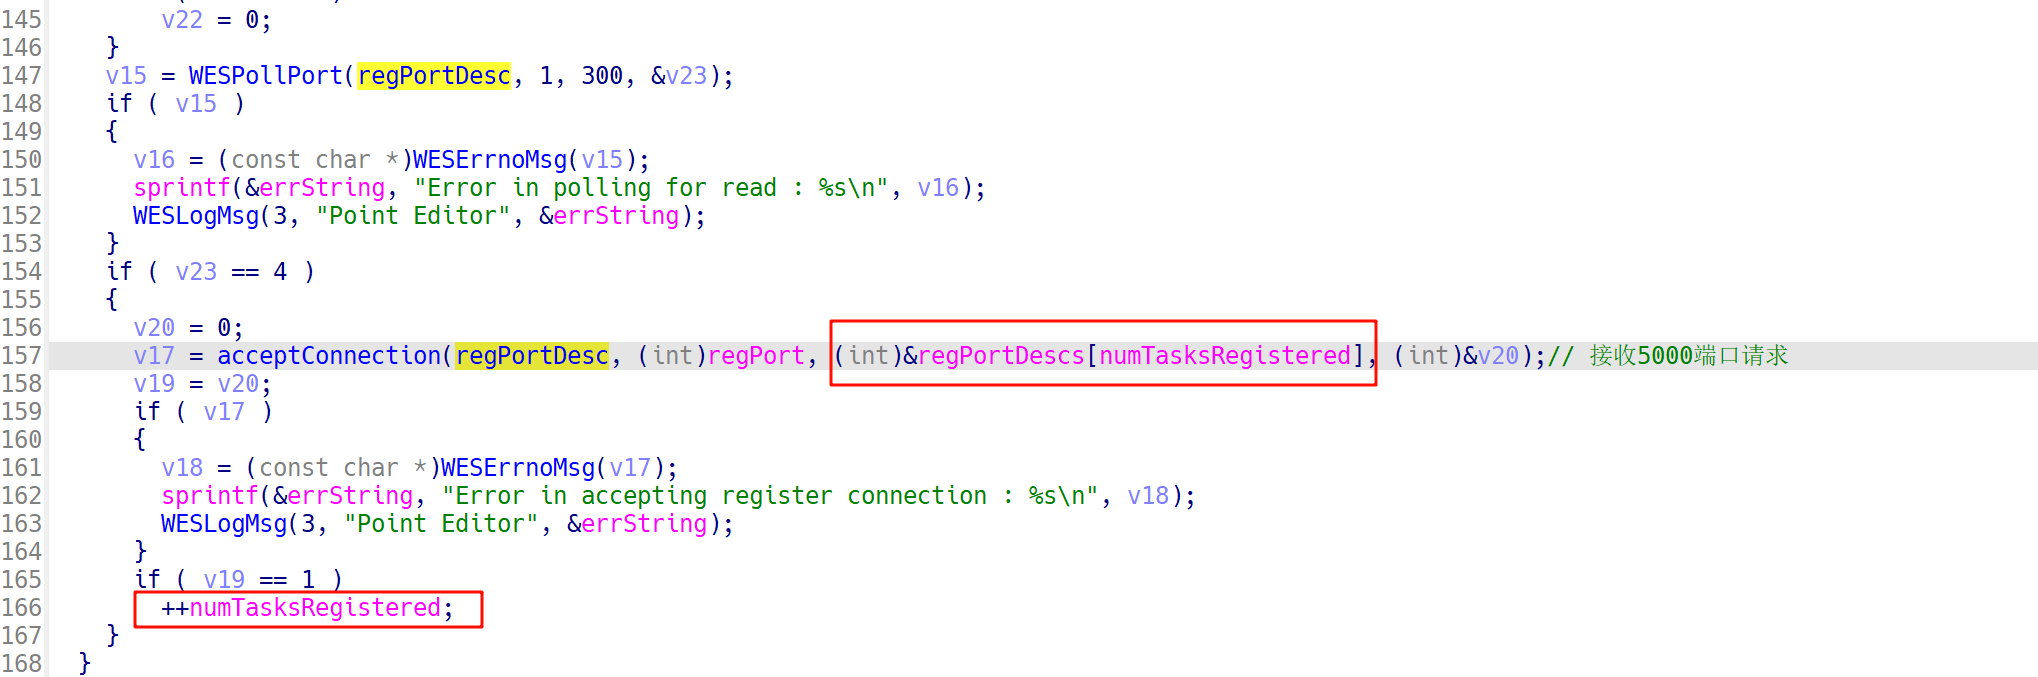 145 v22 = 0;
146 }
147 v15 = WESPollPort(regPortDesc, 1, 300, &v23);
148 if ( v15 )
149 {
150 v16 = (const char *)WESErrnoMsg(v15);
151 sprintf(&errString, "Error in polling for read : %s\n", v16);
152 WESLogMsg(3, "Point Editor", &errString);
153 }
154 if ( v23 == 4 )
155 {
156 v20 = 0;
157 v17 = acceptConnection(regPortDesc, (int)regPort, (int)&regPortDescs[numTasksRegistered], (int)&v20);// 接收5000端口请求
158 v19 = v20;
159 if ( v17 )
160 {
161 v18 = (const char *)WESErrnoMsg(v17);
162 sprintf(&errString, "Error in accepting register connection : %s\n", v18);
163 WESLogMsg(3, "Point Editor", &errString);
164 }
165 if ( v19 == 1 )
166 ++numTasksRegistered;
167 }
168 }